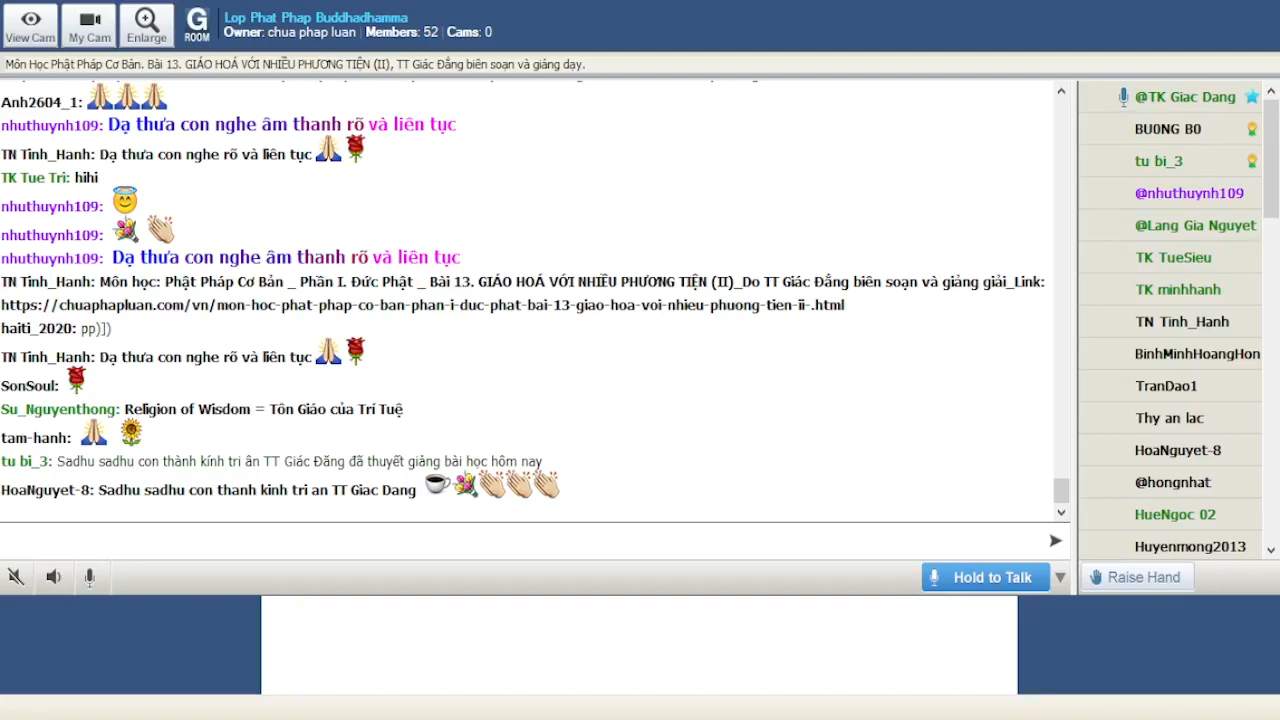 View Cam
My Cam
Enlarge
G ROOM
Lop Phat Phap Buddhadhamma
Owner: chua phap luan | Members: 52 | Cams: 0
Môn Học Phật Pháp Cơ Bản. Bài 13. GIÁO HOÁ VỚI NHIỀU PHƯƠNG TIỆN (II), TT Giác Đẳng biên soạn và giảng dạy.
Anh2604_1:
nhuthuynh109: Dạ thưa con nghe âm thanh rõ và liên tục
TN Tinh_Hanh: Dạ thưa con nghe rõ và liên tục
TK Tue Tri: hihi
nhuthuynh109:
nhuthuynh109:
nhuthuynh109: Dạ thưa con nghe âm thanh rõ và liên tục
TN Tinh_Hanh: Môn học: Phật Pháp Cơ Bản _ Phần I. Đức Phật _ Bài 13. GIÁO HOÁ VỚI NHIỀU PHƯƠNG TIỆN (II)_Do TT Giác Đẳng biên soạn và giảng giải_Link:
https://chuaphapluan.com/vn/mon-hoc-phat-phap-co-ban-phan-i-duc-phat-bai-13-giao-hoa-voi-nhieu-phuong-tien-ii-.html
haiti_2020: pp)])
TN Tinh_Hanh: Dạ thưa con nghe rõ và liên tục
SonSoul:
Su_Nguyenthong: Religion of Wisdom = Tôn Giáo của Trí Tuệ
tam-hanh:
tu bi_3: Sadhu sadhu con thành kính tri ân TT Giác Đăng đã thuyết giảng bài học hôm nay
HoaNguyet-8: Sadhu sadhu con thanh kinh tri an TT Giac Dang
Hold to Talk
@TK Giac Dang
BU0NG B0
tu bi_3
@nhuthuynh109
@Lang Gia Nguyet
TK TueSieu
TK minhhanh
TN Tinh_Hanh
BinhMinhHoangHon
TranDao1
Thy an lac
HoaNguyet-8
@hongnhat
HueNgoc 02
Huyenmong2013
Raise Hand